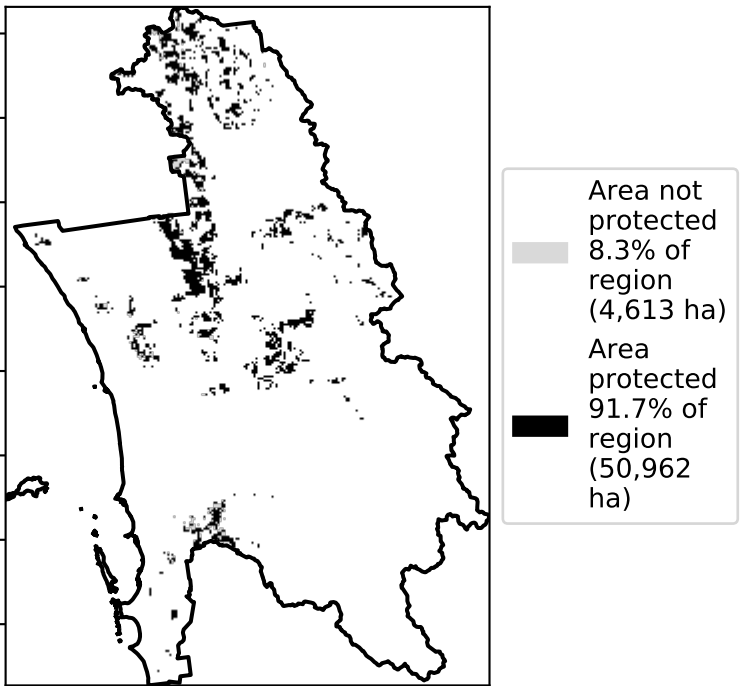 Area not
protected
8.3% of
region
(4,613 ha)
Area
protected
91.7% of
region
(50,962
ha)